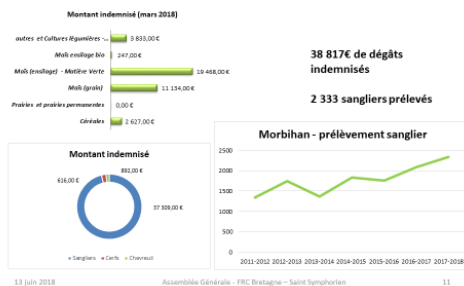 Montant indemnisé (mars 2018)
autres et Cultures légumières -... 3 833,00 €
Maïs ensilage bio 247,00 €
Maïs (ensilage) - Matière Verte 19 468,00 €
Maïs (grain) 11 134,00 €
Prairies et prairies permanentes 0,00 €
Céréales 2 627,00 €
38 817€ de dégâts
indemnisés
2 333 sangliers prélevés
Montant indemnisé
616,00 €
892,00 €
37 309,00 €
Sangliers Cerfs Chevreuil
Morbihan - prélèvement sanglier
2500
2000
1500
1000
500
0
2011-2012 2012-2013 2013-2014 2014-2015 2015-2016 2016-2017 2017-2018
13 juin 2018
Assemblée Générale - FRC Bretagne – Saint Symphorien
11